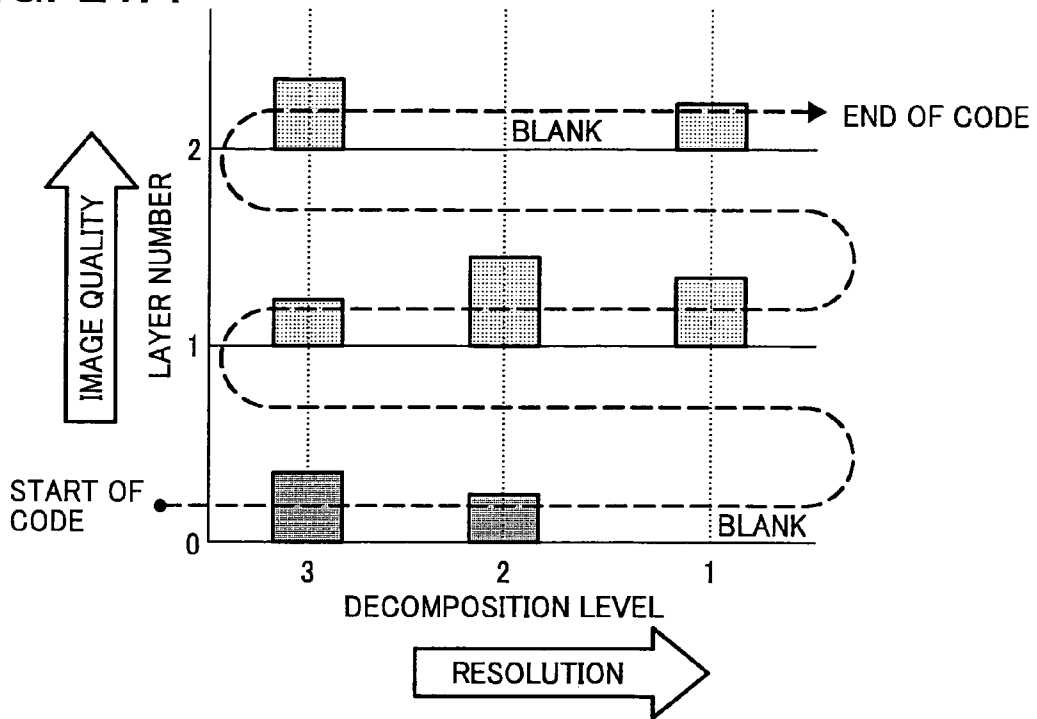 END OF CODE
BLANK
2
IMAGE QUALITY
LAYER NUMBER
1
START OF
CODE
BLANK
0
3 2 1
DECOMPOSITION LEVEL
RESOLUTION